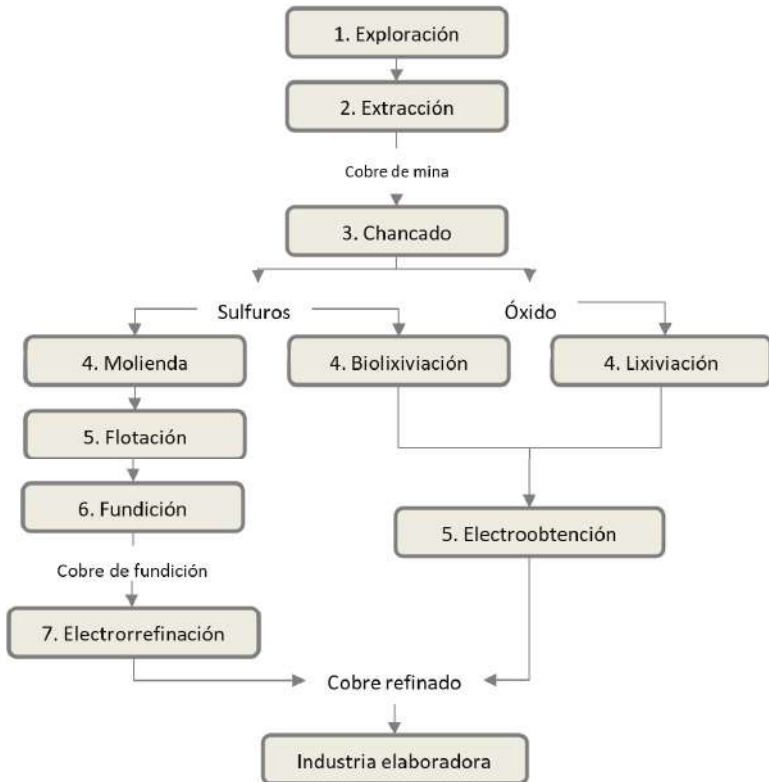 1. Exploración
2. Extracción
Cobre de mina
3. Chancado
Sulfuros
Óxido
4. Molienda
4. Biolixiviación
4. Lixiviación
5. Flotación
6. Fundición
5. Electroobtención
Cobre de fundición
7. Electrorrefinación
Cobre refinado
Industria elaboradora